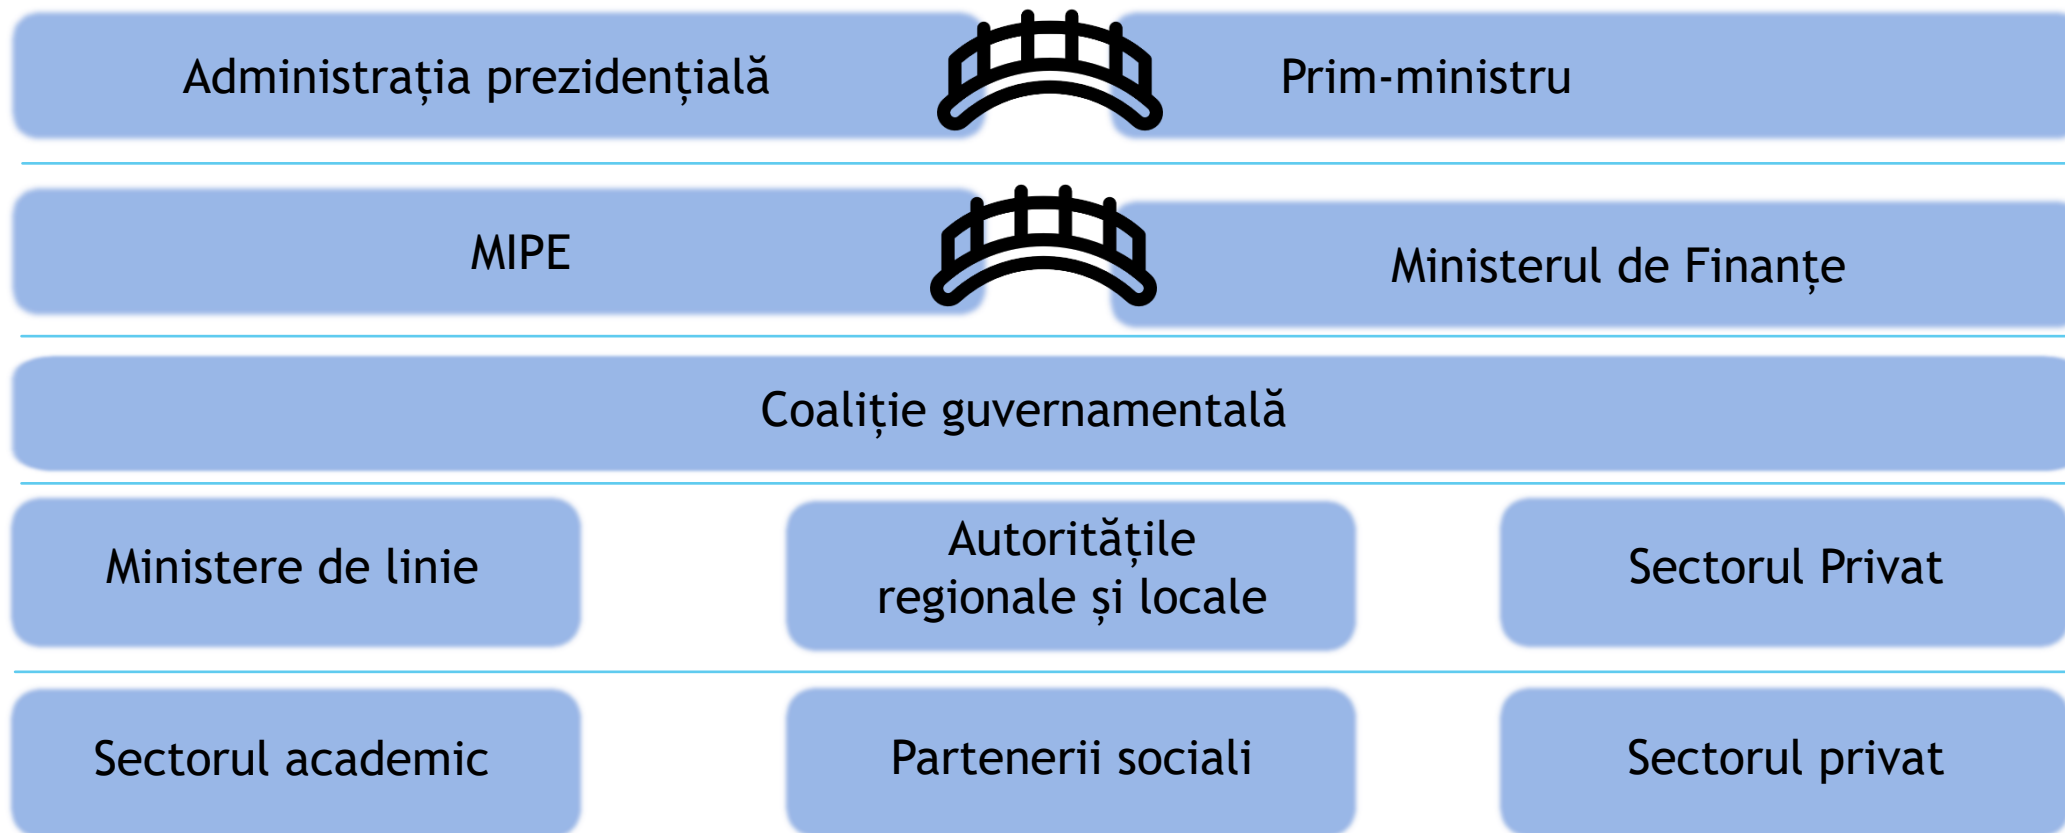 Administrația prezidențială
Prim-ministru
MIPE
Ministerul de Finanțe
Coaliție guvernamentală
Ministere de linie
Autoritățile
regionale și locale
Sectorul Privat
Sectorul academic
Partenerii sociali
Sectorul privat